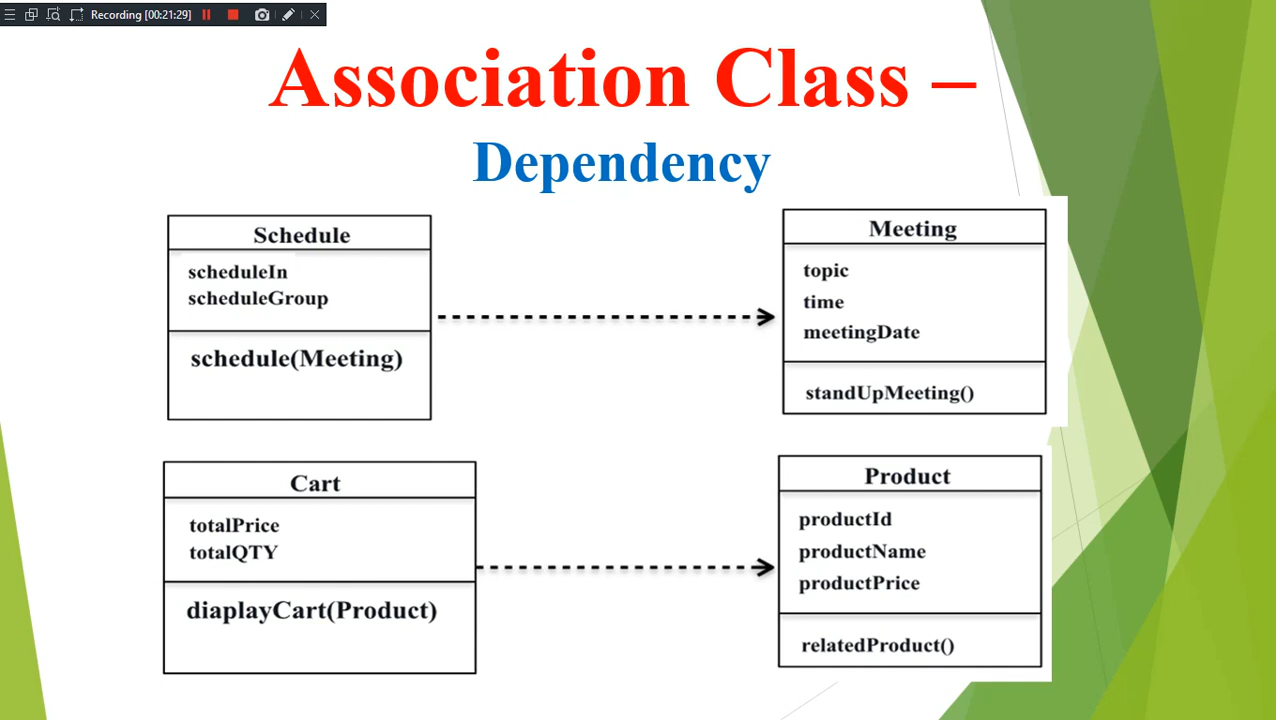 Recording [00:21:29]
Association Class –
Dependency
Schedule
scheduleIn
scheduleGroup
schedule(Meeting)
Meeting
topic
time
meetingDate
standUpMeeting()
Cart
totalPrice
totalQTY
diaplayCart(Product)
Product
productId
productName
productPrice
relatedProduct()